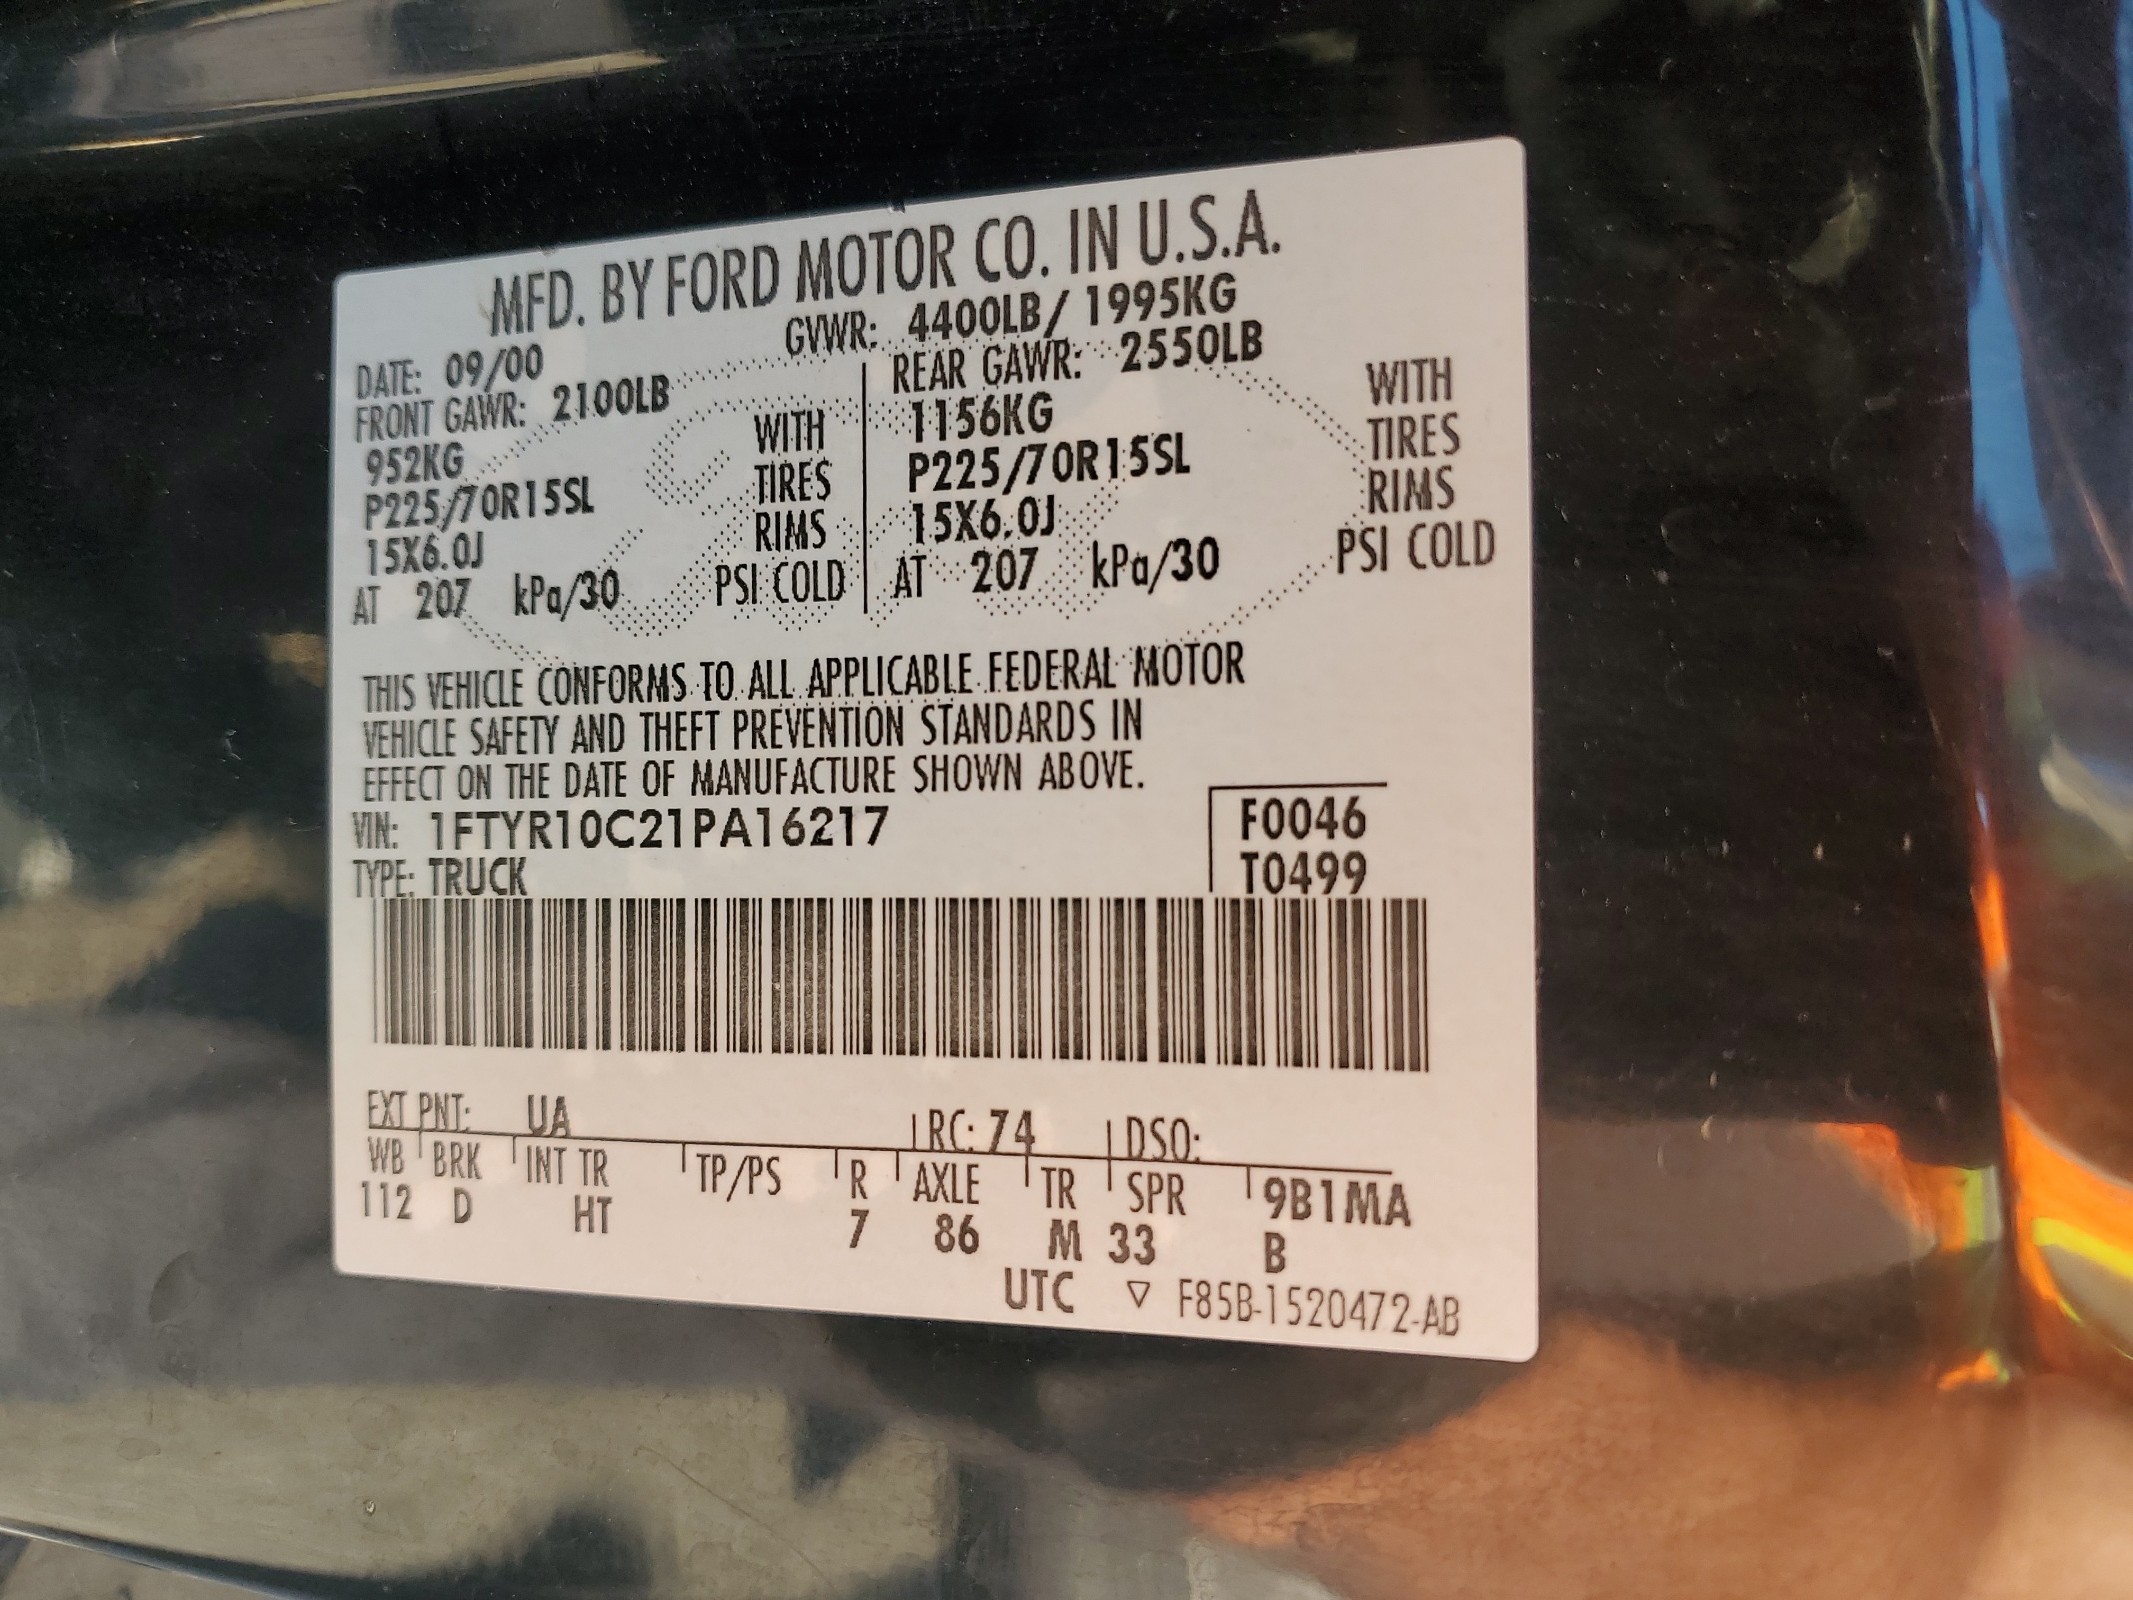 MFD. BY FORD MOTOR CO. IN U.S.A.
DATE: 09/00 GVWR: 4400LB/ 1995KG
FRONT GAWR: 2100LB REAR GAWR: 2550LB
952KG WITH 1156KG WITH
P225/70R15SL TIRES P225/70R15SL TIRES
15X6.0J RIMS 15X6.0J RIMS
AT 207 kPa/30 PSI COLD AT 207 kPa/30 PSI COLD
THIS VEHICLE CONFORMS TO ALL APPLICABLE FEDERAL MOTOR
VEHICLE SAFETY AND THEFT PREVENTION STANDARDS IN
EFFECT ON THE DATE OF MANUFACTURE SHOWN ABOVE.
VIN: 1FTYR10C21PA16217 F0046
TYPE: TRUCK T0499
EXT PNT: UA RC: 74 DSO:
WB BRK INT TR TP/PS R AXLE TR SPR 9B1MA
112 D HT 7 86 M 33 B
UTC ▽ F85B-1520472-AB